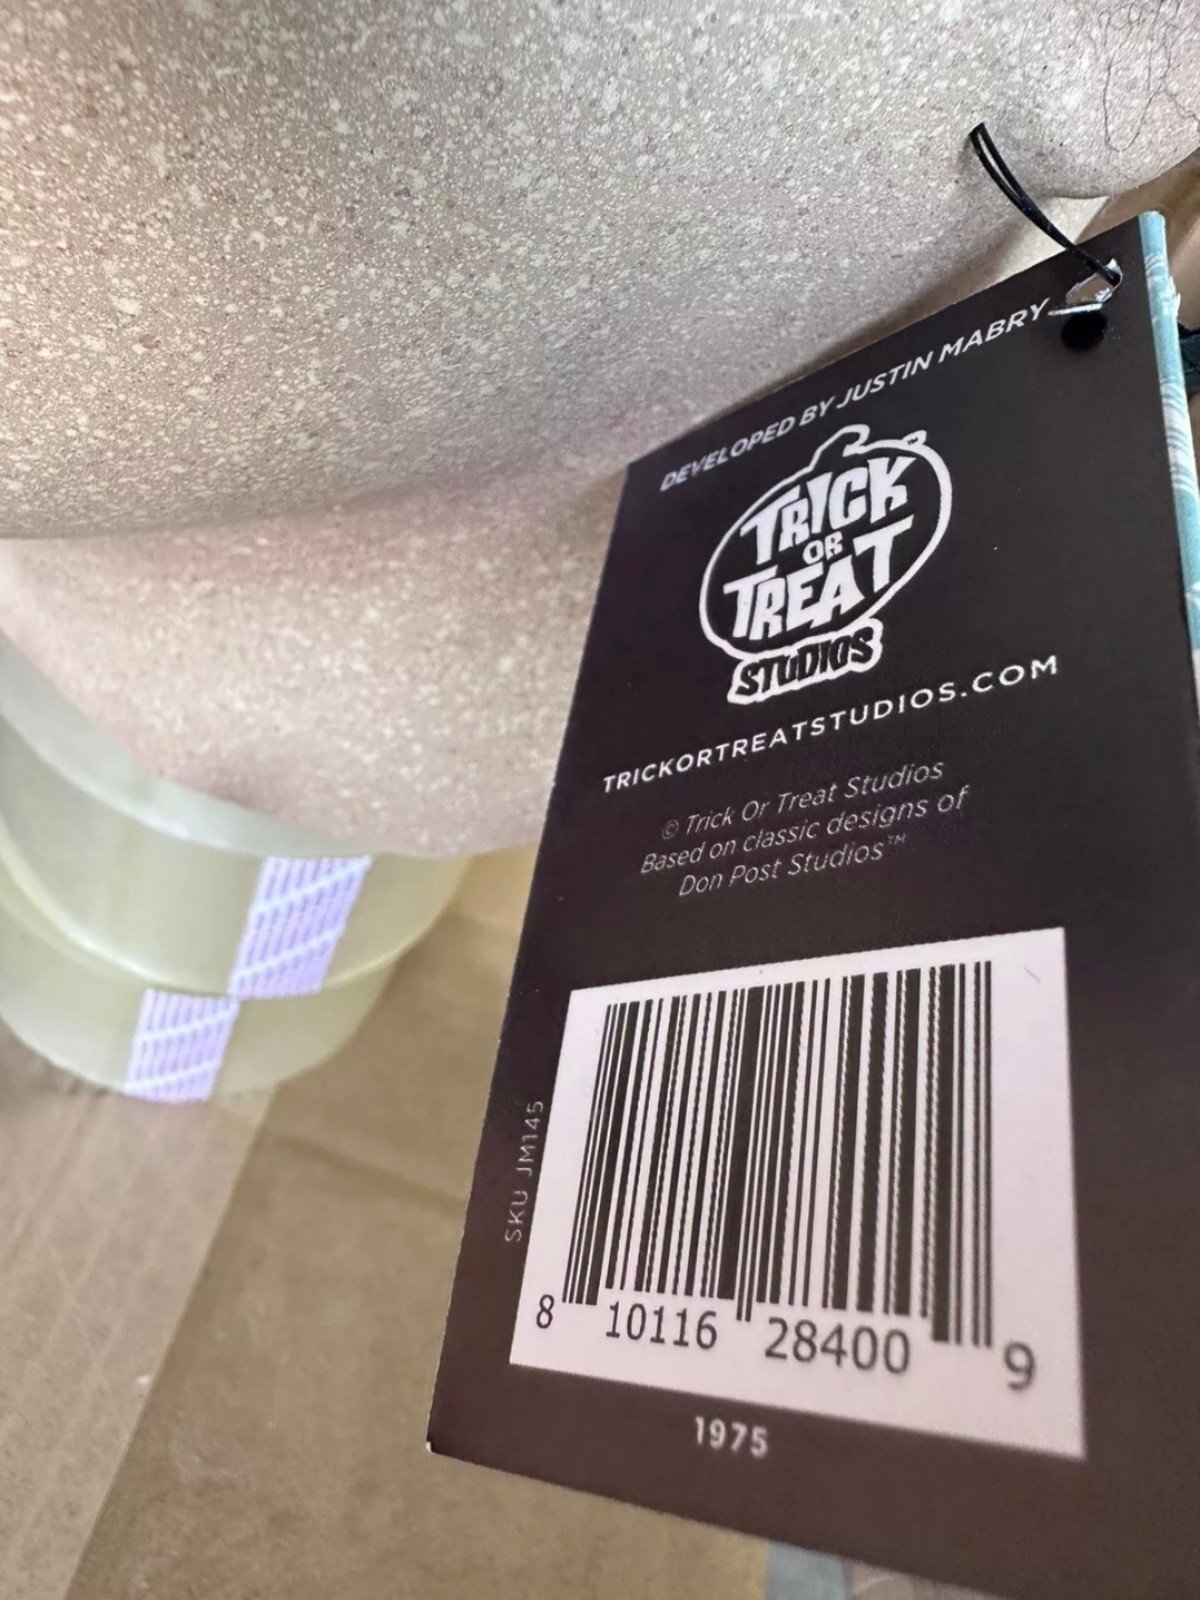 DEVELOPED BY JUSTIN MABRY
TRICK
OR
TREAT
STUDIOS
TRICKORTREATSTUDIOS.COM
© Trick Or Treat Studios
Based on classic designs of
Don Post Studios™
SKU JM145
8 10116 28400 9
1975